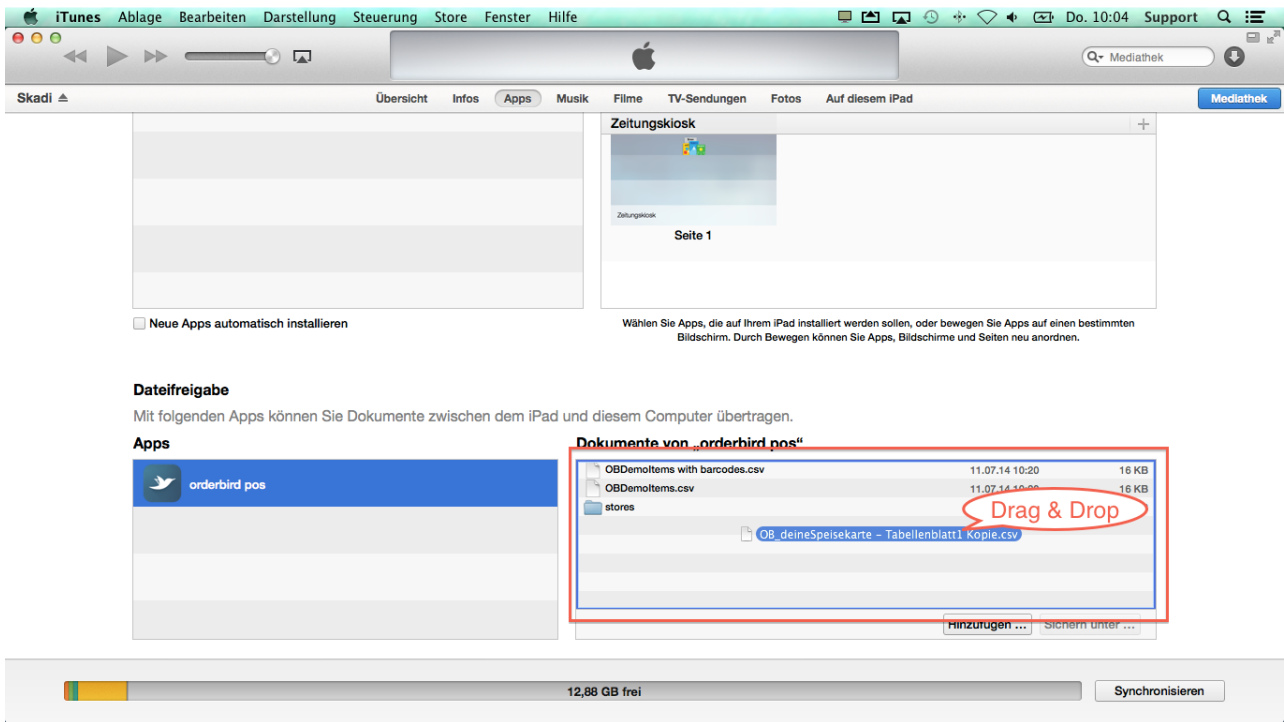 iTunes Ablage Bearbeiten Darstellung Steuerung Store Fenster Hilfe Do. 10:04 Support
Mediathek
Skadi Übersicht Infos Apps Musik Filme TV-Sendungen Fotos Auf diesem iPad Mediathek
Zeitungskiosk
Zeitungskiosk
Seite 1
Neue Apps automatisch installieren
Wählen Sie Apps, die auf Ihrem iPad installiert werden sollen, oder bewegen Sie Apps auf einen bestimmten
Bildschirm. Durch Bewegen können Sie Apps, Bildschirme und Seiten neu anordnen.
Dateifreigabe
Mit folgenden Apps können Sie Dokumente zwischen dem iPad und diesem Computer übertragen.
Apps
Dokumente von „orderbird pos“
orderbird pos
OBDemoItems with barcodes.csv 11.07.14 10:20 16 KB
OBDemoItems.csv 11.07.14 10:20 16 KB
stores
Drag & Drop
OB_deineSpeisekarte – Tabellenblatt1 Kopie.csv
Hinzufügen ... Sichern unter ...
12,88 GB frei
Synchronisieren